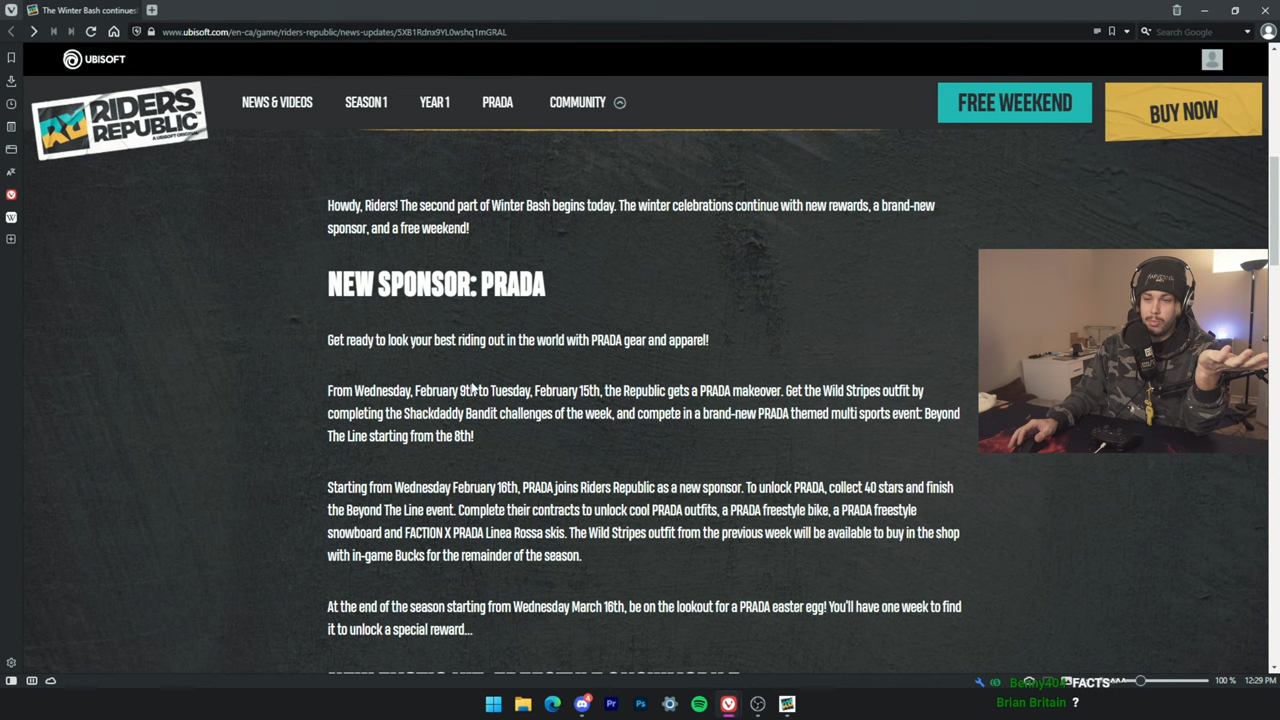 The Winter Bash continues
www.ubisoft.com/en-ca/game/riders-republic/news-updates/5XB1Rdnx9YL0wshq1mGRAL
Search Google
UBISOFT
RIDERS REPUBLIC
A UBISOFT ORIGINAL
NEWS & VIDEOS
SEASON 1
YEAR 1
PRADA
COMMUNITY
FREE WEEKEND
BUY NOW
Howdy, Riders! The second part of Winter Bash begins today. The winter celebrations continue with new rewards, a brand-new
sponsor, and a free weekend!
NEW SPONSOR: PRADA
Get ready to look your best riding out in the world with PRADA gear and apparel!
From Wednesday, February 9th to Tuesday, February 15th, the Republic gets a PRADA makeover. Get the Wild Stripes outfit by
completing the Shackdaddy Bandit challenges of the week, and compete in a brand-new PRADA themed multi sports event: Beyond
The Line starting from the 8th!
Starting from Wednesday February 16th, PRADA joins Riders Republic as a new sponsor. To unlock PRADA, collect 40 stars and finish
the Beyond The Line event. Complete their contracts to unlock cool PRADA outfits, a PRADA freestyle bike, a PRADA freestyle
snowboard and FACTION X PRADA Linea Rossa skis. The Wild Stripes outfit from the previous week will be available to buy in the shop
with in-game Bucks for the remainder of the season.
At the end of the season starting from Wednesday March 16th, be on the lookout for a PRADA easter egg! You'll have one week to find
it to unlock a special reward...
100 %
12:29 PM
Benny404 FACTS
Brian Britain ?